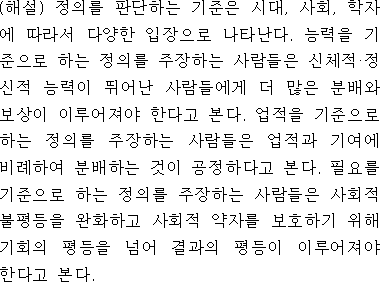 (해설) 정의를 판단하는 기준은 시대, 사회, 학자
에 따라서 다양한 입장으로 나타난다. 능력을 기
준으로 하는 정의를 주장하는 사람들은 신체적·정
신적 능력이 뛰어난 사람들에게 더 많은 분배와
보상이 이루어져야 한다고 본다. 업적을 기준으로
하는 정의를 주장하는 사람들은 업적과 기여에
비례하여 분배하는 것이 공정하다고 본다. 필요를
기준으로 하는 정의를 주장하는 사람들은 사회적
불평등을 완화하고 사회적 약자를 보호하기 위해
기회의 평등을 넘어 결과의 평등이 이루어져야
한다고 본다.